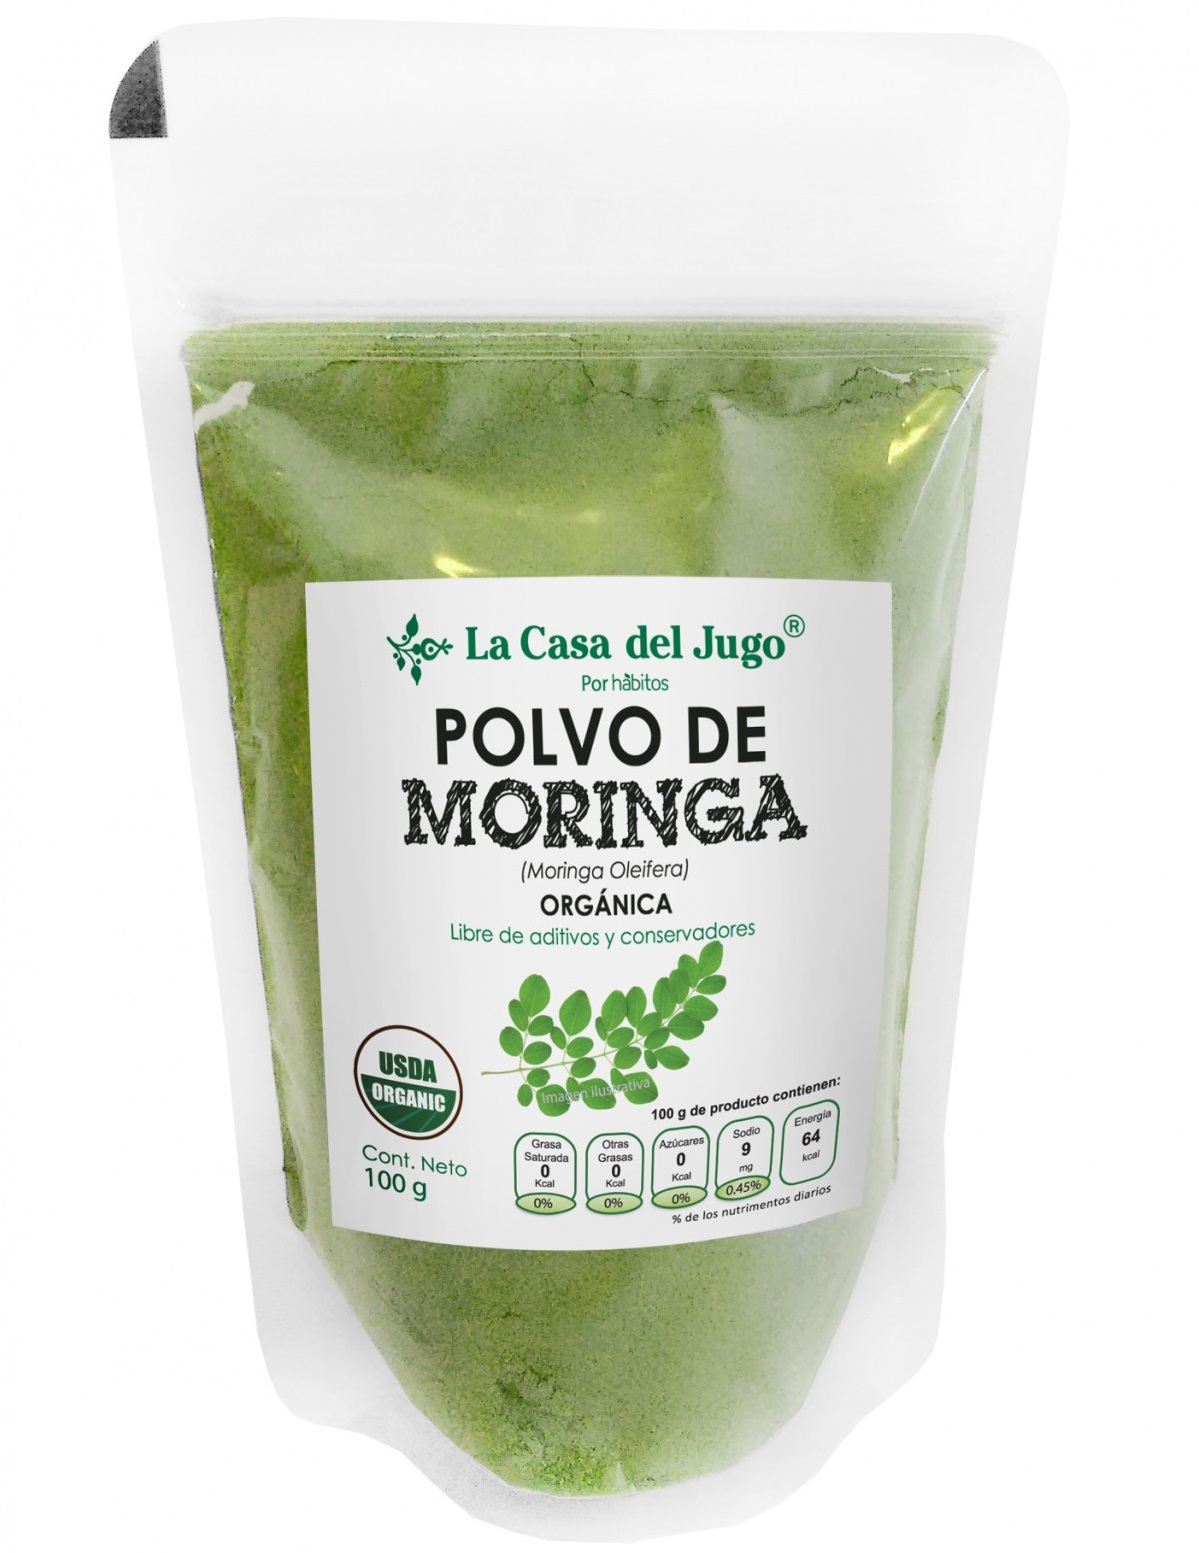 La Casa del Jugo®
Por hábitos
POLVO DE
MORINGA
(Moringa Oleifera)
ORGÁNICA
Libre de aditivos y conservadores
Imagen ilustrativa
USDA
ORGANIC
Cont. Neto
100 g
100 g de producto contienen:
Grasa
Saturada
0
Kcal
0%
Otras
Grasas
0
Kcal
0%
Azúcares
0
Kcal
0%
Sodio
9
mg
0.45%
Energía
64
kcal
% de los nutrimentos diarios